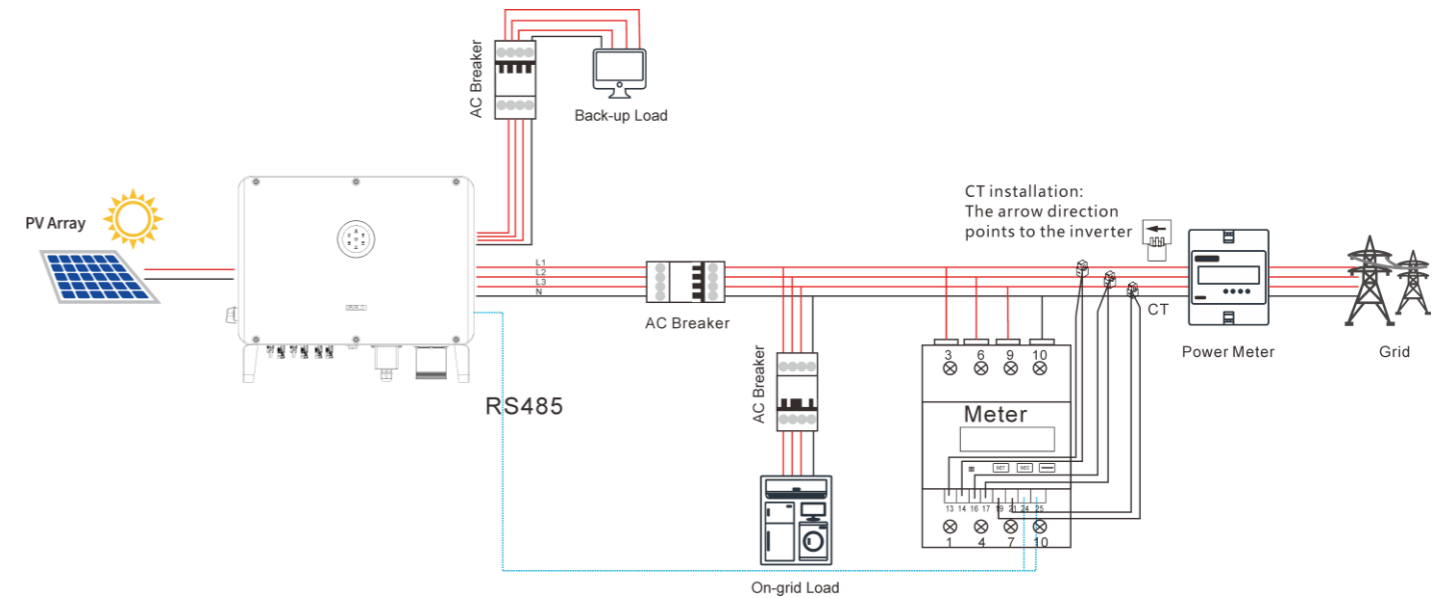 AC Breaker
Back-up Load
CT installation:
The arrow direction
points to the inverter
PV Array
L1
L2
L3
N
AC Breaker
CT
Power Meter
Grid
AC Breaker
3 6 9 10
RS485
Meter
SET
13 14 16 17 19 21 24 25
1 4 7 10
On-grid Load